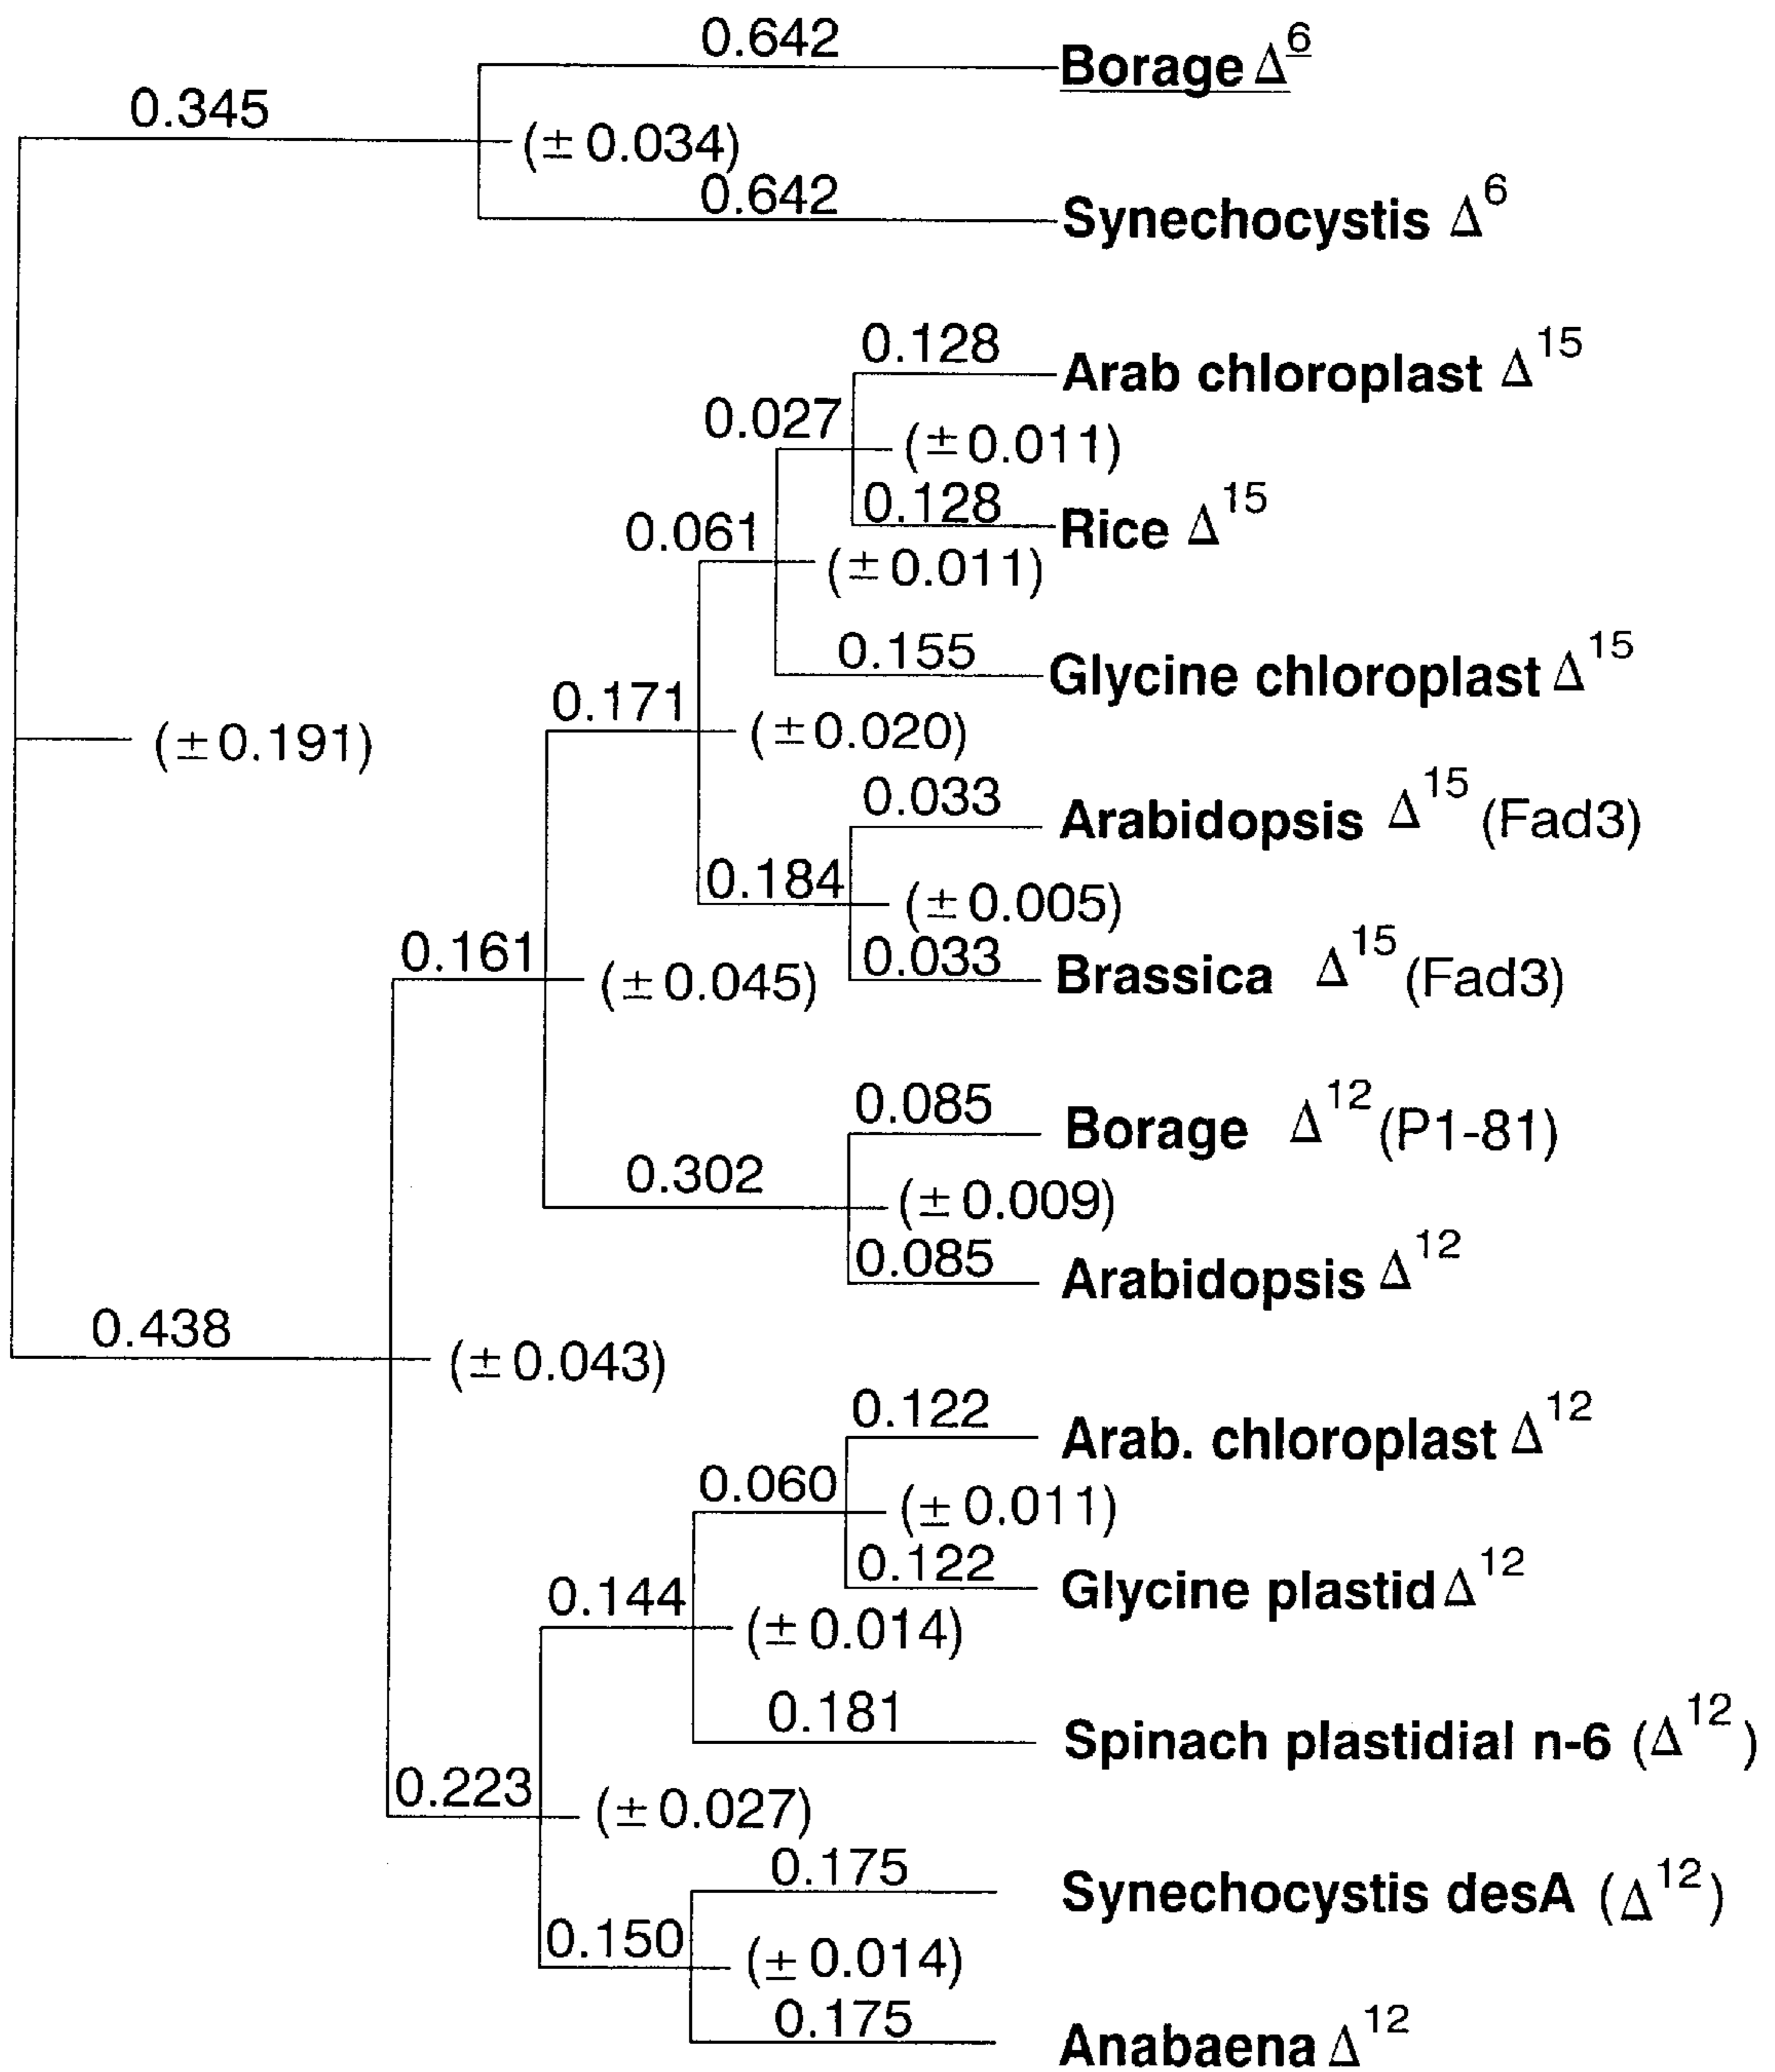 0.642
Borage Δ6
0.345
(± 0.034)
0.642
Synechocystis Δ6
0.128
Arab chloroplast Δ15
0.027
(± 0.011)
0.128
Rice Δ15
0.061
(± 0.011)
0.155
Glycine chloroplast Δ15
0.171
(± 0.020)
(± 0.191)
0.033
Arabidopsis Δ15 (Fad3)
0.184
(± 0.005)
0.033
Brassica Δ15 (Fad3)
0.161
(± 0.045)
0.085
Borage Δ12 (P1-81)
0.302
(± 0.009)
0.085
Arabidopsis Δ12
0.438
(± 0.043)
0.122
Arab. chloroplast Δ12
0.060
(± 0.011)
0.122
Glycine plastid Δ12
0.144
(± 0.014)
0.181
Spinach plastidial n-6 (Δ12)
0.223
(± 0.027)
0.175
Synechocystis desA (Δ12)
0.150
(± 0.014)
0.175
Anabaena Δ12